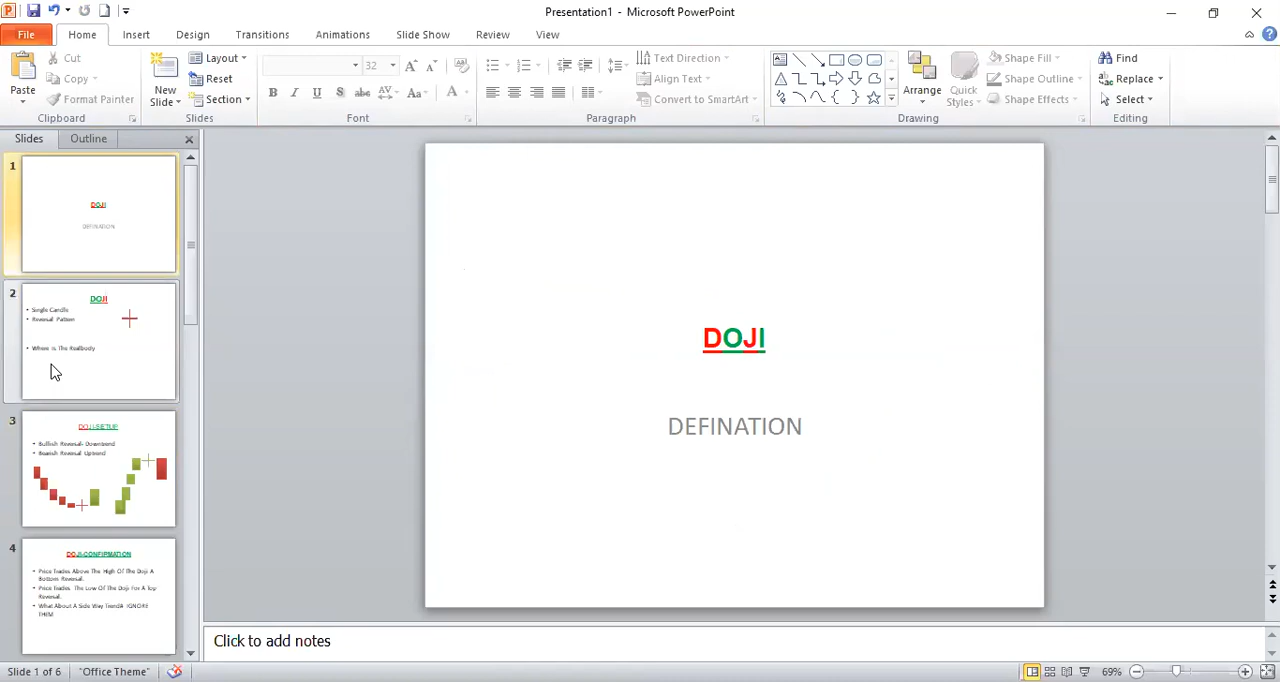 Presentation1 - Microsoft PowerPoint
File Home Insert Design Transitions Animations Slide Show Review View
Paste
Cut
Copy
Format Painter
Clipboard
New Slide
Layout
Reset
Section
Slides
32
Font
Text Direction
Align Text
Convert to SmartArt
Paragraph
Arrange
Quick Styles
Shape Fill
Shape Outline
Shape Effects
Drawing
Find
Replace
Select
Editing
Slides Outline
1
DOJI
DEFINATION
2
DOJI
• Single Candle
• Reversal Pattern
• Where Is The Realbody
3
DOJI-SETUP
• Bullish Reversal- Downtrend
• Bearish Reversal Uptrend
4
DOJI-CONFIRMATION
• Price Trades Above The High Of The Doji A
Bottom Reversal.
• Price Trades The Low Of The Doji For A Top
Reversal.
• What About A Side Way Trend IGNORE
THEM
DOJI
DEFINATION
Click to add notes
Slide 1 of 6 "Office Theme" 69%